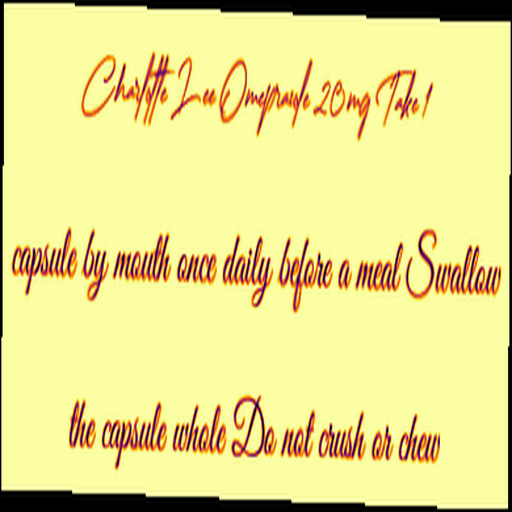 Charlotte Lee Omeprazole 20mg Take 1
capsule by mouth once daily before a meal Swallow
the capsule whole Do not crush or chew